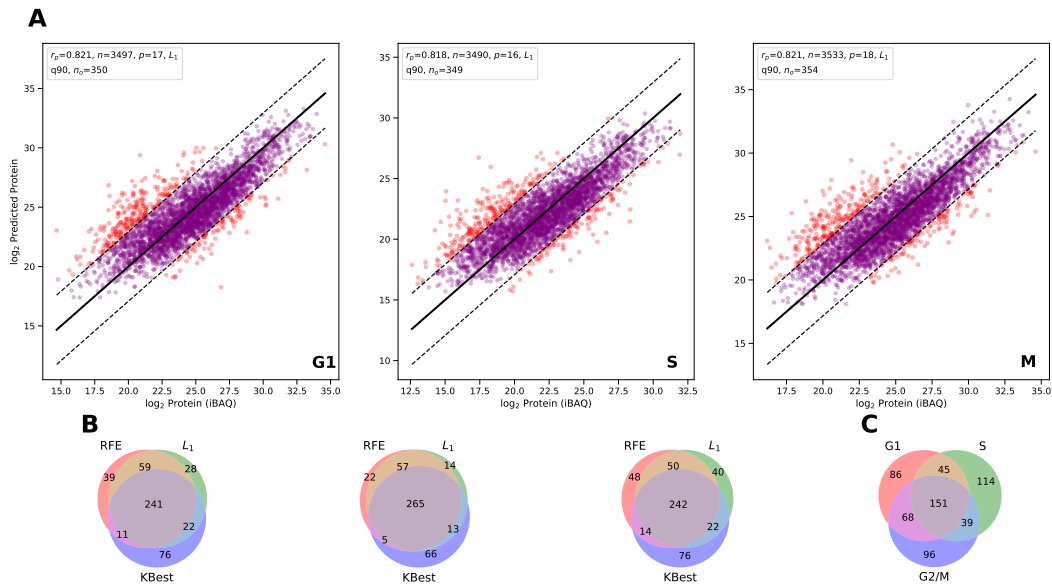 A
r_p=0.821, n=3497, p=17, L_1
q90, n_o=350
35
30
25
20
15
log_2 Predicted Protein
15.0 17.5 20.0 22.5 25.0 27.5 30.0 32.5 35.0
log_2 Protein (iBAQ)
G1
r_p=0.818, n=3490, p=16, L_1
q90, n_o=349
35
30
25
20
15
10
12.5 15.0 17.5 20.0 22.5 25.0 27.5 30.0 32.5
log_2 Protein (iBAQ)
S
r_p=0.821, n=3533, p=18, L_1
q90, n_o=354
35
30
25
20
15
17.5 20.0 22.5 25.0 27.5 30.0 32.5 35.0
log_2 Protein (iBAQ)
M
B
RFE L_1
39 59 28
241
11 22
76
KBest
RFE L_1
22 57 14
265
5 13
66
KBest
RFE L_1
48 50 40
242
14 22
76
KBest
C
G1 S
86 45 114
151
68 39
96
G2/M